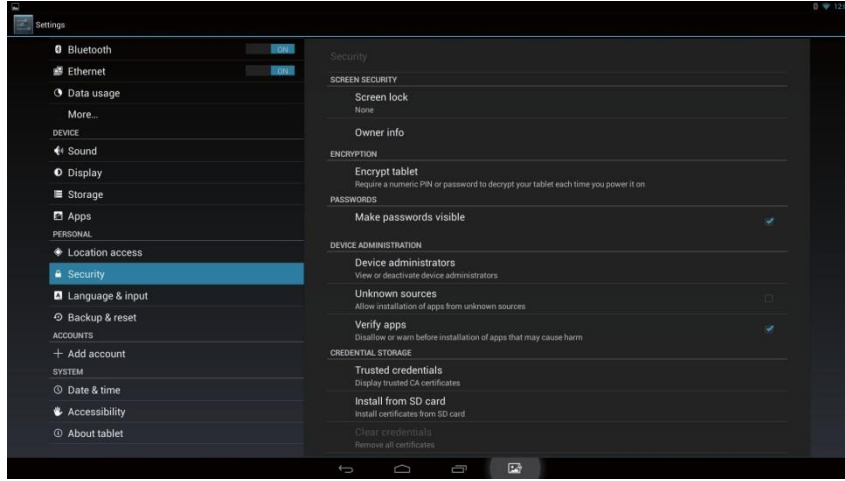 12:
Settings
Bluetooth
ON
Ethernet
ON
Data usage
More...
DEVICE
Sound
Display
Storage
Apps
PERSONAL
Location access
Security
Language & input
Backup & reset
ACCOUNTS
Add account
SYSTEM
Date & time
Accessibility
About tablet
Security
SCREEN SECURITY
Screen lock
None
Owner info
ENCRYPTION
Encrypt tablet
Require a numeric PIN or password to decrypt your tablet each time you power it on
PASSWORDS
Make passwords visible
DEVICE ADMINISTRATION
Device administrators
View or deactivate device administrators
Unknown sources
Allow installation of apps from unknown sources
Verify apps
Disallow or warn before installation of apps that may cause harm
CREDENTIAL STORAGE
Trusted credentials
Display trusted CA certificates
Install from SD card
Install certificates from SD card
Clear credentials
Remove all certificates